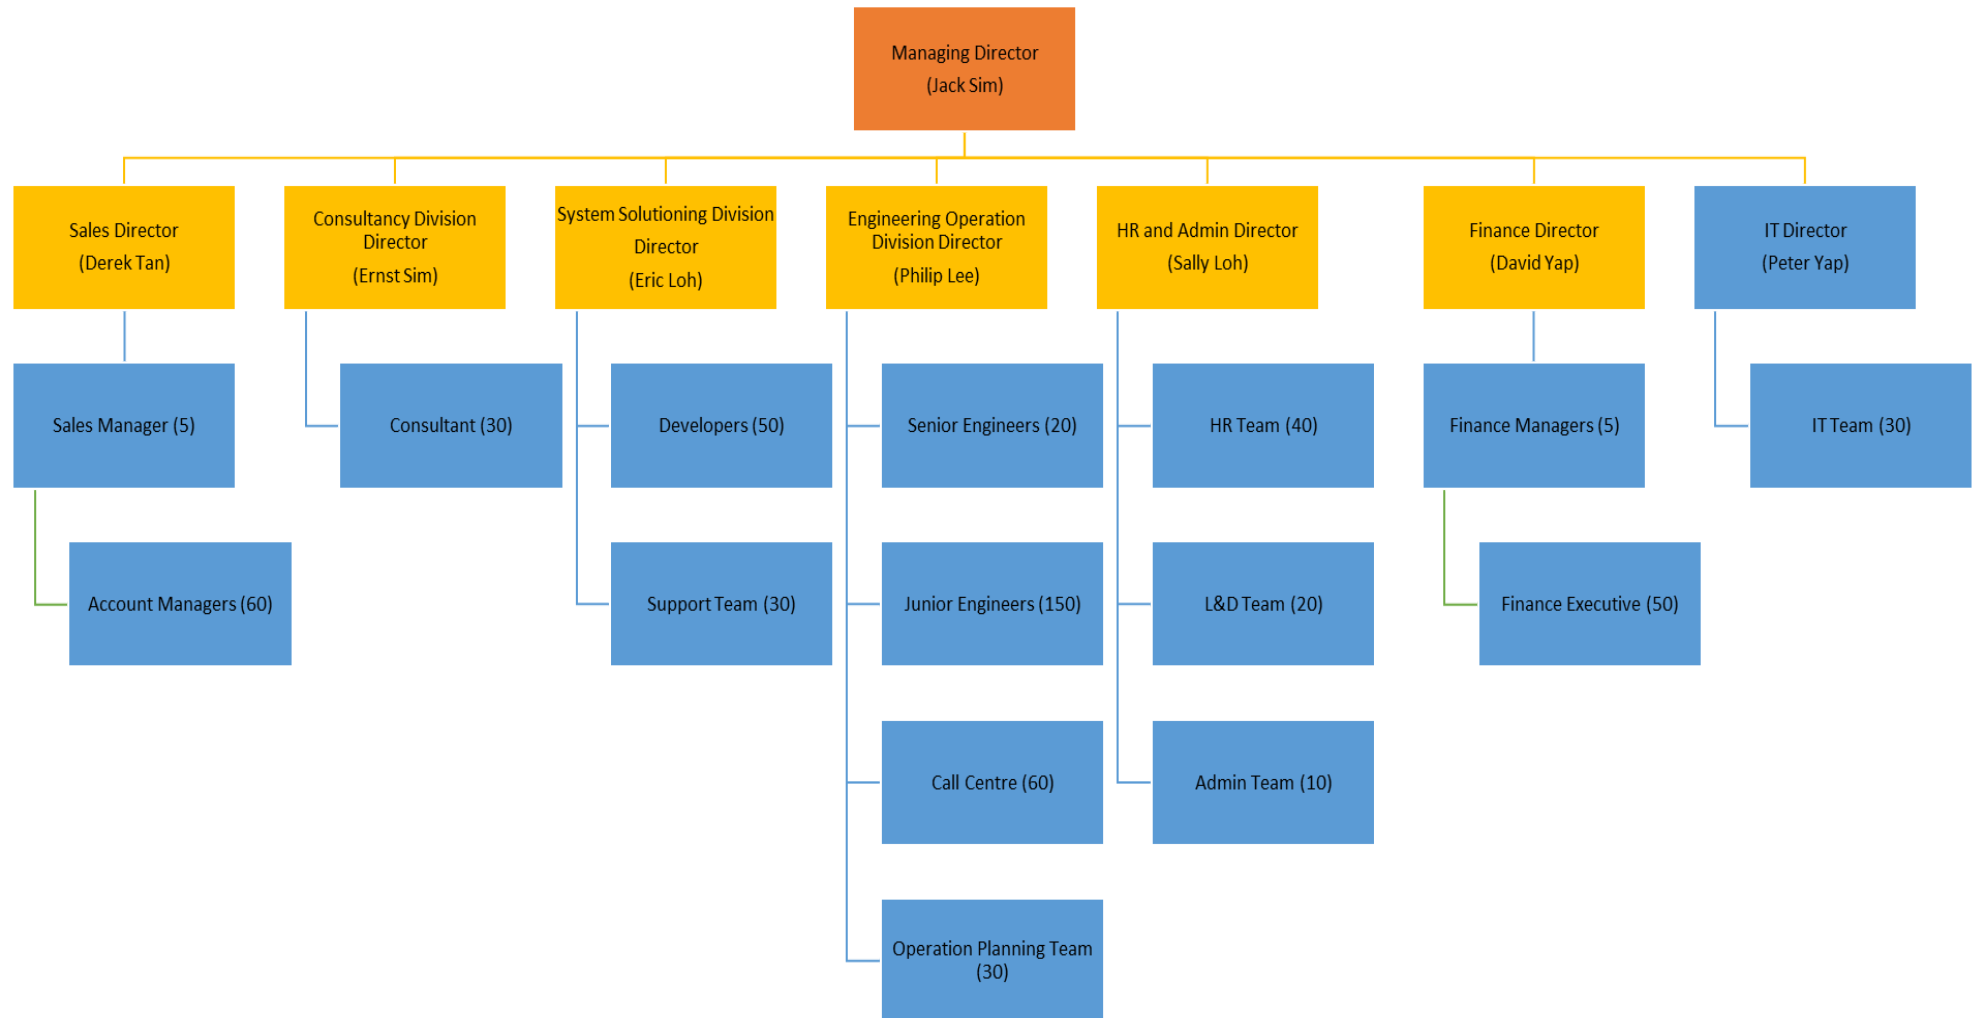 Managing Director
(Jack Sim)
Sales Director
(Derek Tan)
Consultancy Division
Director
(Ernst Sim)
System Solutioning Division
Director
(Eric Loh)
Engineering Operation
Division Director
(Philip Lee)
HR and Admin Director
(Sally Loh)
Finance Director
(David Yap)
IT Director
(Peter Yap)
Sales Manager (5)
Consultant (30)
Developers (50)
Senior Engineers (20)
HR Team (40)
Finance Managers (5)
IT Team (30)
Account Managers (60)
Support Team (30)
Junior Engineers (150)
L&D Team (20)
Finance Executive (50)
Call Centre (60)
Admin Team (10)
Operation Planning Team
(30)